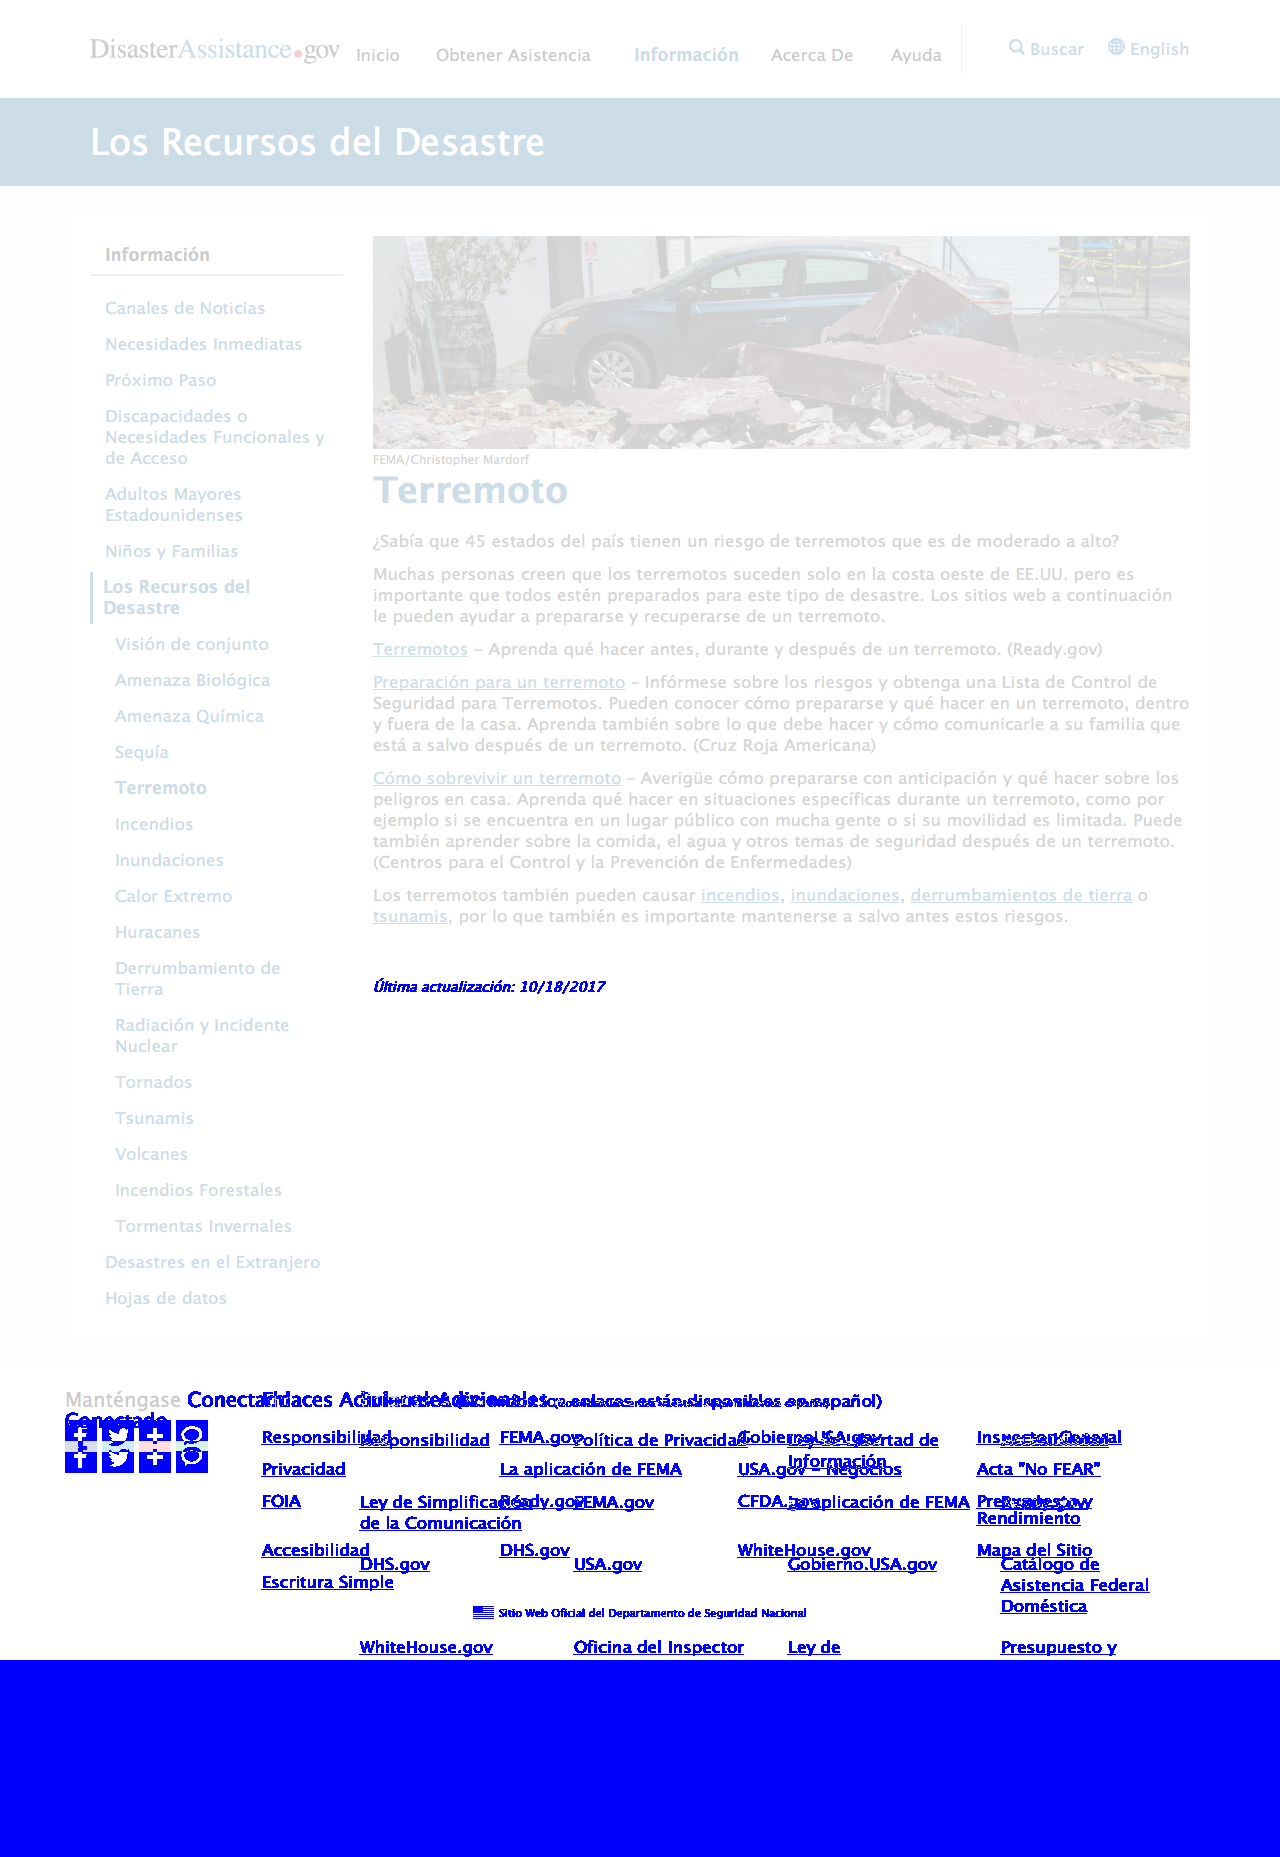 DisasterAssistance.gov
Inicio
Obtener Asistencia
Información
Acerca De
Ayuda
Buscar
English
Los Recursos del Desastre
Información
Canales de Noticias
Necesidades Inmediatas
Próximo Paso
Discapacidades o
Necesidades Funcionales y
de Acceso
Adultos Mayores
Estadounidenses
Niños y Familias
Los Recursos del
Desastre
Visión de conjunto
Amenaza Biológica
Amenaza Química
Sequía
Terremoto
Incendios
Inundaciones
Calor Extremo
Huracanes
Derrumbamiento de
Tierra
Radiación y Incidente
Nuclear
Tornados
Tsunamis
Volcanes
Incendios Forestales
Tormentas Invernales
Desastres en el Extranjero
Hojas de datos
FEMA/Christopher Mardorf
Terremoto
¿Sabía que 45 estados del país tienen un riesgo de terremotos que es de moderado a alto?
Muchas personas creen que los terremotos suceden solo en la costa oeste de EE.UU. pero es
importante que todos estén preparados para este tipo de desastre. Los sitios web a continuación
le pueden ayudar a prepararse y recuperarse de un terremoto.
Terremotos – Aprenda qué hacer antes, durante y después de un terremoto. (Ready.gov)
Preparación para un terremoto – Infórmese sobre los riesgos y obtenga una Lista de Control de
Seguridad para Terremotos. Pueden conocer cómo prepararse y qué hacer en un terremoto, dentro
y fuera de la casa. Aprenda también sobre lo que debe hacer y cómo comunicarle a su familia que
está a salvo después de un terremoto. (Cruz Roja Americana)
Cómo sobrevivir un terremoto – Averigüe cómo prepararse con anticipación y qué hacer sobre los
peligros en casa. Aprenda qué hacer en situaciones específicas durante un terremoto, como por
ejemplo si se encuentra en un lugar público con mucha gente o si su movilidad es limitada. Puede
también aprender sobre la comida, el agua y otros temas de seguridad después de un terremoto.
(Centros para el Control y la Prevención de Enfermedades)
Los terremotos también pueden causar incendios, inundaciones, derrumbamientos de tierra o
tsunamis, por lo que también es importante mantenerse a salvo antes estos riesgos.
Última actualización: 10/18/2017
Manténgase
Conectado
enlaces están disponibles en español)
Responsibilidad
Responsibilidad
FEMA.gov
Política de Privacidad
Gobierno.USA.gov
Ley de Libertad de
Información
Inspector General
Privacidad
La aplicación de FEMA
USA.gov – Negocios
Acta "No FEAR"
FOIA
Ley de Simplificación
de la Comunicación
Ready.gov
FEMA.gov
CFDA.gov
La aplicación de FEMA
Presupuesto y
Rendimiento
Accesibilidad
DHS.gov
DHS.gov
USA.gov
WhiteHouse.gov
Gobierno.USA.gov
Mapa del Sitio
Catálogo de
Asistencia Federal
Doméstica
Escritura Simple
Sitio Web Oficial del Departamento de Seguridad Nacional
WhiteHouse.gov
Oficina del Inspector
Ley de
Presupuesto y